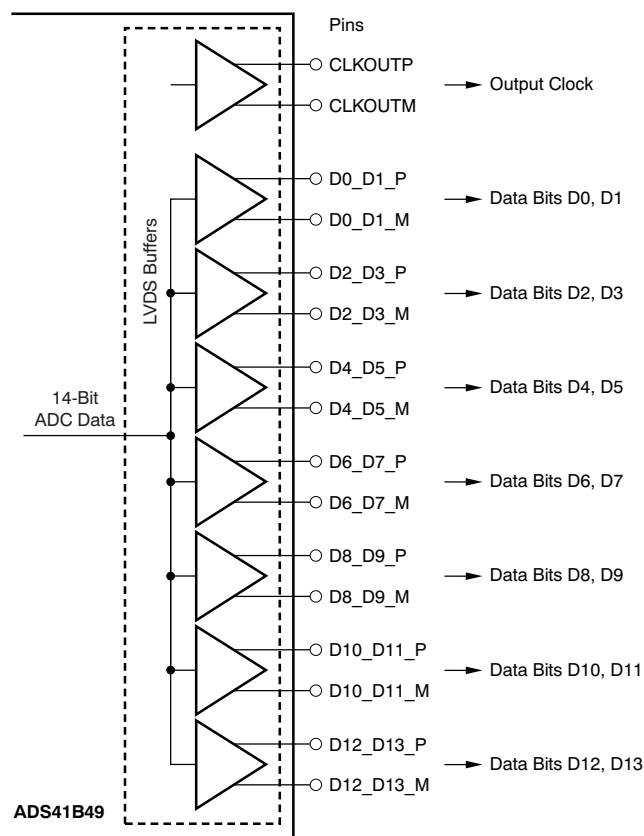 Pins
CLKOUTP
Output Clock
CLKOUTM
LVDS Buffers
D0_D1_P
Data Bits D0, D1
D0_D1_M
D2_D3_P
Data Bits D2, D3
D2_D3_M
D4_D5_P
Data Bits D4, D5
D4_D5_M
14-Bit
ADC Data
D6_D7_P
Data Bits D6, D7
D6_D7_M
D8_D9_P
Data Bits D8, D9
D8_D9_M
D10_D11_P
Data Bits D10, D11
D10_D11_M
D12_D13_P
Data Bits D12, D13
D12_D13_M
ADS41B49